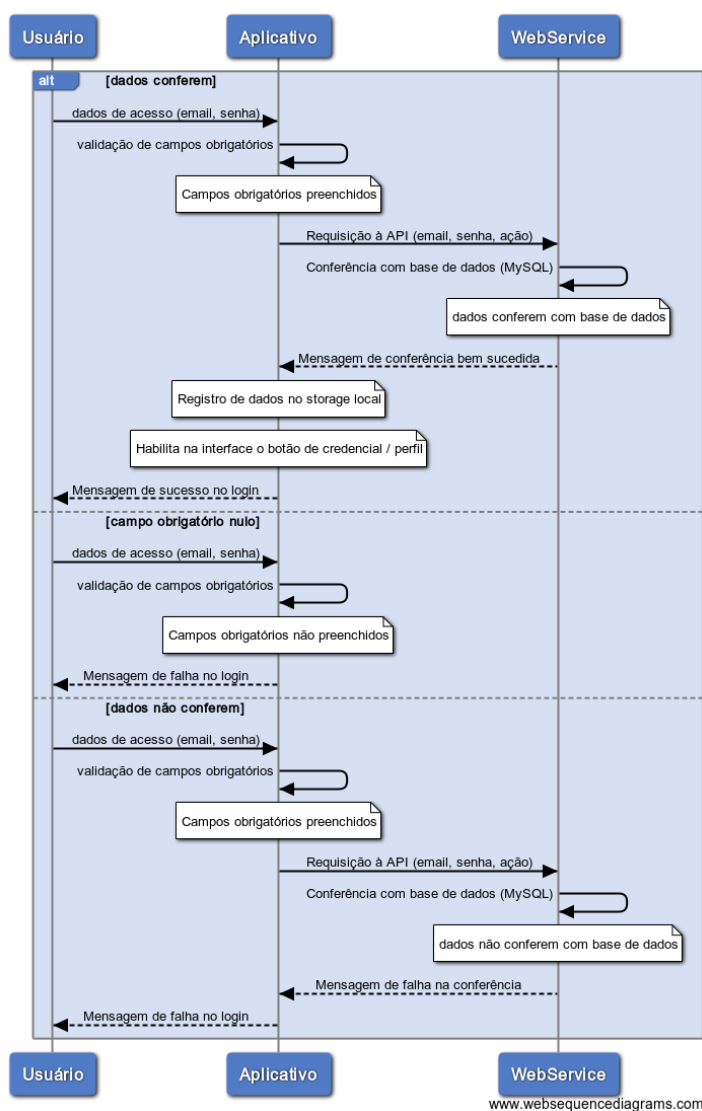 Usuário
Aplicativo
WebService
alt
[dados conferem]
dados de acesso (email, senha)
validação de campos obrigatórios
Campos obrigatórios preenchidos
Requisição à API (email, senha, ação)
Conferência com base de dados (MySQL)
dados conferem com base de dados
Mensagem de conferência bem sucedida
Registro de dados no storage local
Habilita na interface o botão de credencial / perfil
Mensagem de sucesso no login
[campo obrigatório nulo]
dados de acesso (email, senha)
validação de campos obrigatórios
Campos obrigatórios não preenchidos
Mensagem de falha no login
[dados não conferem]
dados de acesso (email, senha)
validação de campos obrigatórios
Campos obrigatórios preenchidos
Requisição à API (email, senha, ação)
Conferência com base de dados (MySQL)
dados não conferem com base de dados
Mensagem de falha na conferência
Mensagem de falha no login
Usuário
Aplicativo
WebService
www.websequencediagrams.com